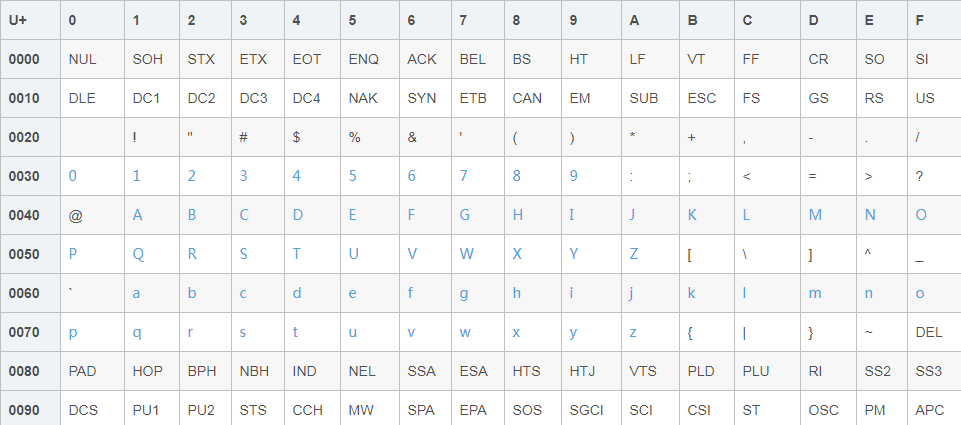 U+ 0 1 2 3 4 5 6 7 8 9 A B C D E F
0000 NUL SOH STX ETX EOT ENQ ACK BEL BS HT LF VT FF CR SO SI
0010 DLE DC1 DC2 DC3 DC4 NAK SYN ETB CAN EM SUB ESC FS GS RS US
0020 ! " # $ % & ' ( ) * + , - . /
0030 0 1 2 3 4 5 6 7 8 9 : ; < = > ?
0040 @ A B C D E F G H I J K L M N O
0050 P Q R S T U V W X Y Z [ \ ] ^ _
0060 ` a b c d e f g h i j k l m n o
0070 p q r s t u v w x y z { | } ~ DEL
0080 PAD HOP BPH NBH IND NEL SSA ESA HTS HTJ VTS PLD PLU RI SS2 SS3
0090 DCS PU1 PU2 STS CCH MW SPA EPA SOS SGCI SCI CSI ST OSC PM APC